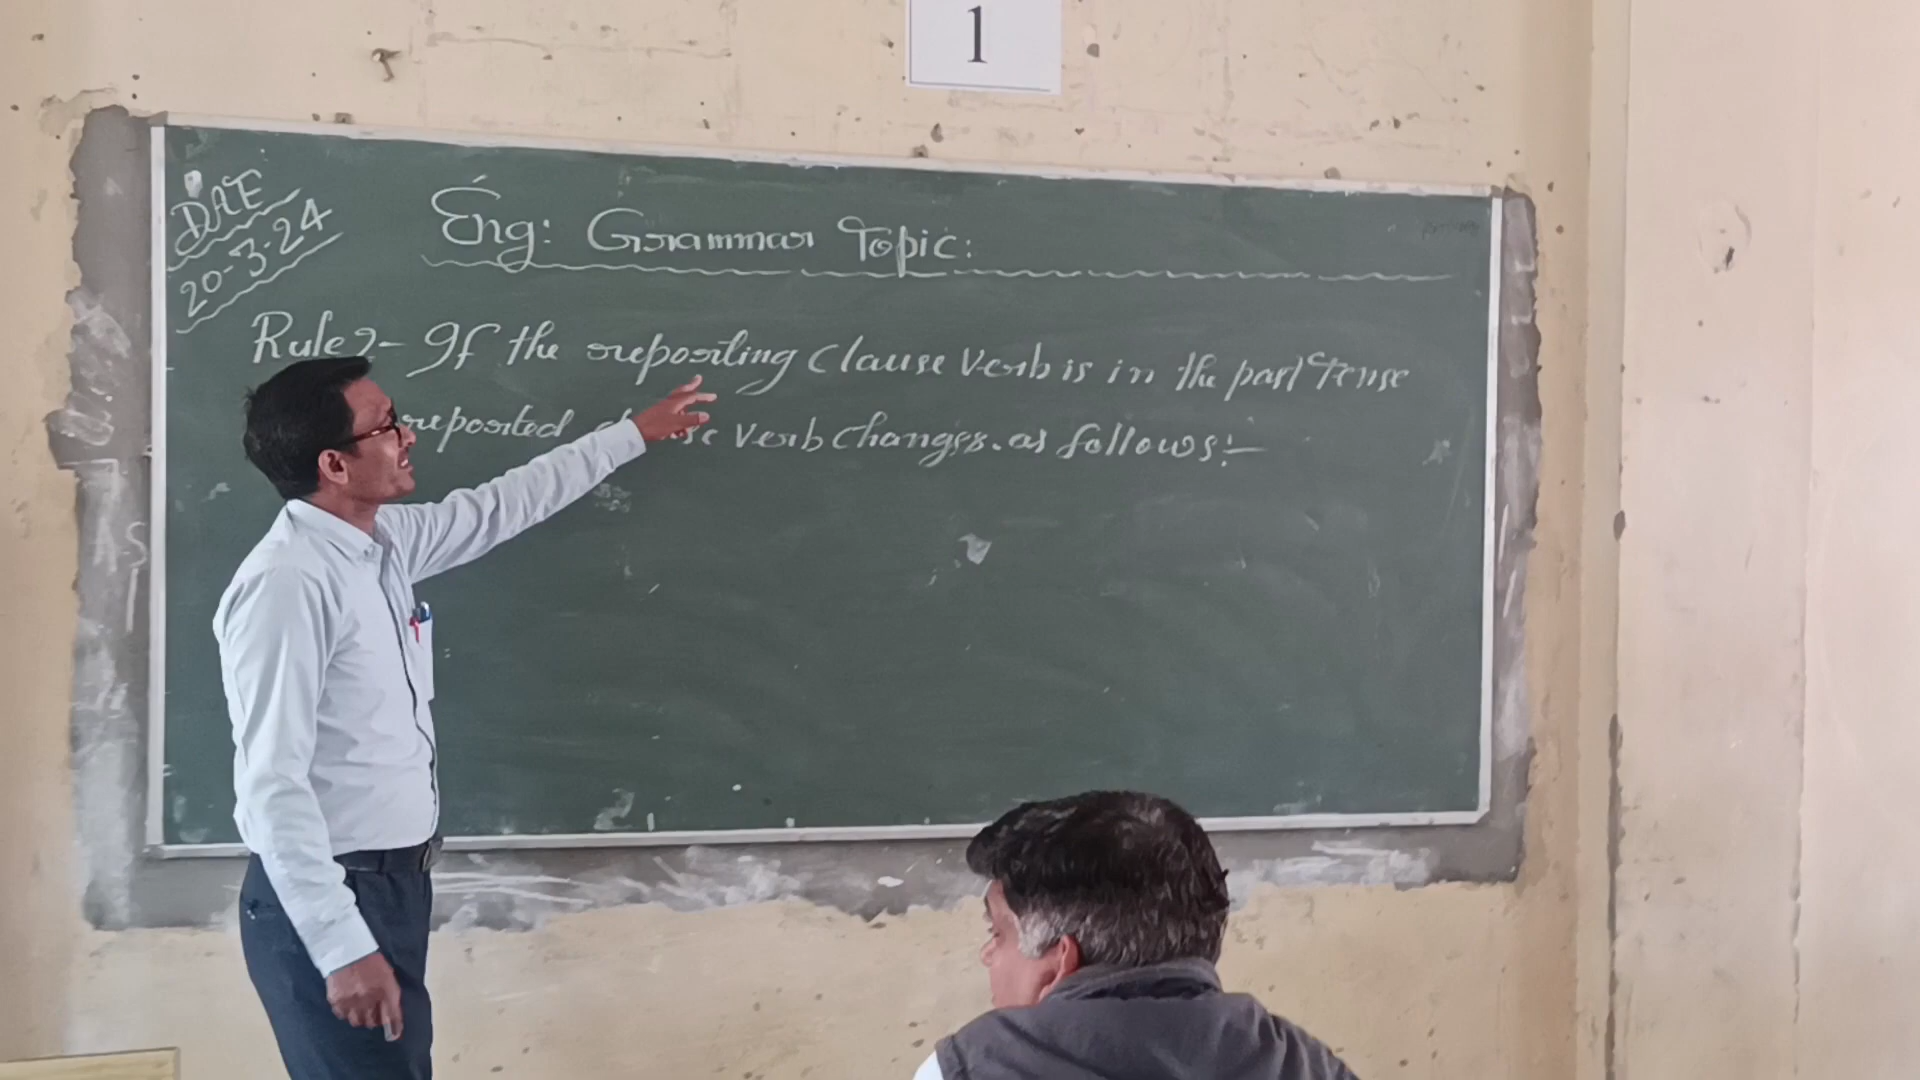 1
DATE
20-3-24
Eng: Grammar Topic:
Rule 2- If the reporting clause verb is in the past Tense
reported verb changes. as follows:-